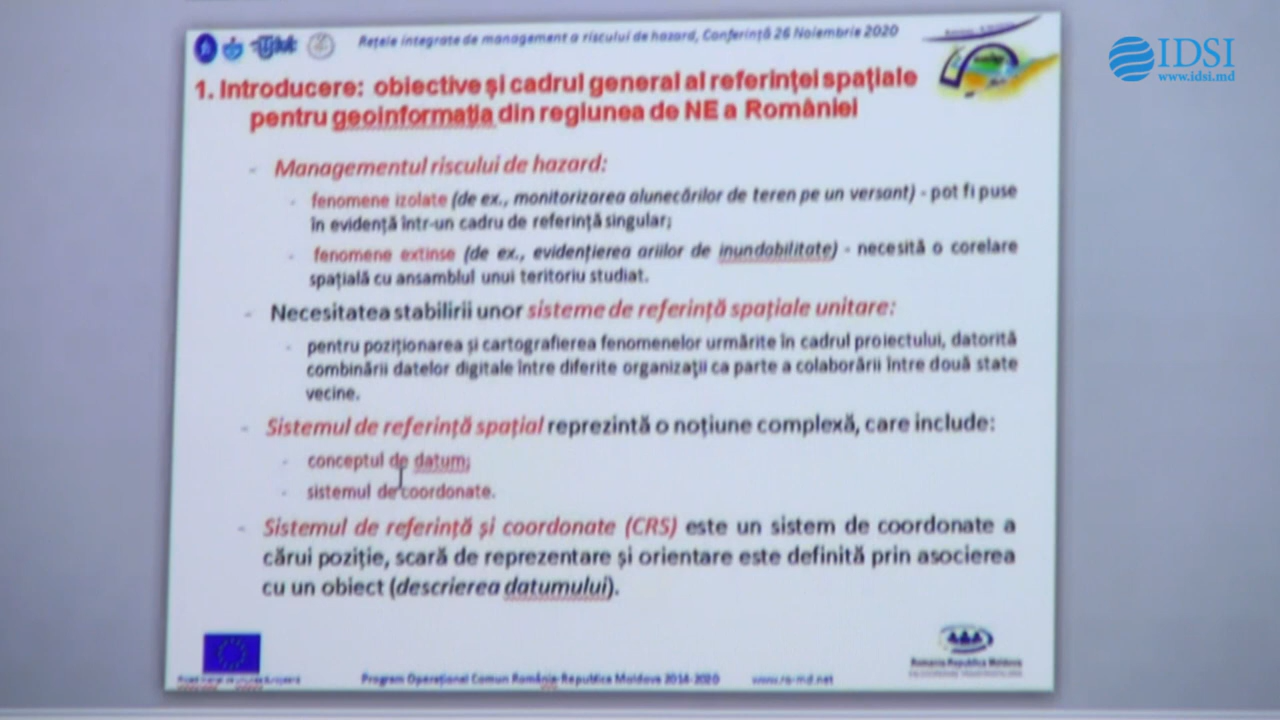 Rețele integrate de management a riscului de hazard, Conferință 26 Noiembrie 2020
IDSI
www.idsi.md
1. Introducere: obiective și cadrul general al referinței spațiale
pentru geoinformația din regiunea de NE a României
- Managementul riscului de hazard:
- fenomene izolate (de ex., monitorizarea alunecărilor de teren pe un versant) - pot fi puse
în evidență într-un cadru de referință singular;
- fenomene extinse (de ex., evidențierea ariilor de inundabilitate) - necesită o corelare
spațială cu ansamblul unui teritoriu studiat.
- Necesitatea stabilirii unor sisteme de referință spațiale unitare:
- pentru poziționarea și cartografierea fenomenelor urmărite în cadrul proiectului, datorită
combinării datelor digitale între diferite organizații ca parte a colaborării între două state
vecine.
- Sistemul de referință spațial reprezintă o noțiune complexă, care include:
- conceptul de datum;
- sistemul de coordonate.
- Sistemul de referință și coordonate (CRS) este un sistem de coordonate a
cărui poziție, scară de reprezentare și orientare este definită prin asocierea
cu un obiect (descrierea datumului).
Romania-Republica Moldova
Program Operațional Comun România-Republica Moldova 2014-2020
www.ro-md.net